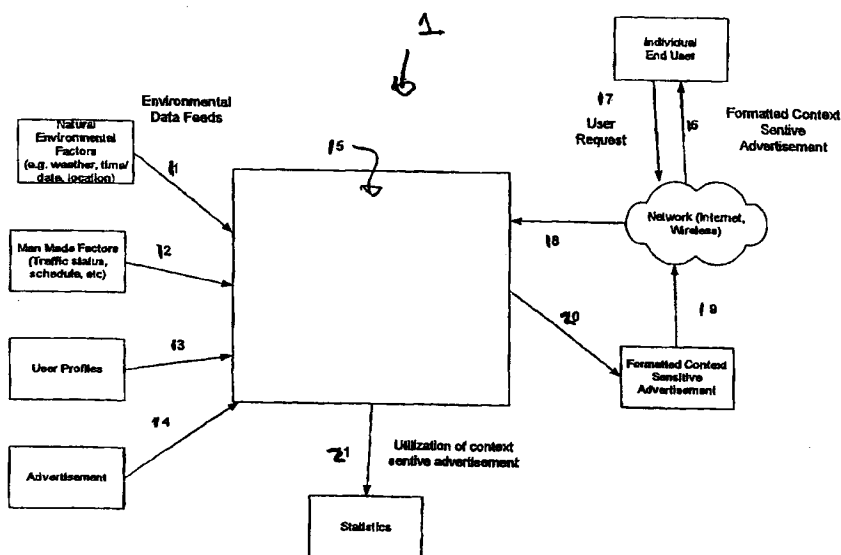 1
Individual
End User
17
User
Request
16
Formatted Context
Sentive
Advertisement
Environmental
Data Feeds
Natural
Environmental
Factors
(e.g. weather, time/
date, location)
11
15
Network (Internet,
Wireless)
18
Man Made Factors
(Traffic status,
schedule, etc)
12
20
19
User Profiles
13
Formatted Context
Sensitive
Advertisement
14
Advertisement
21
Utilization of context
sentive advertisement
Statistics